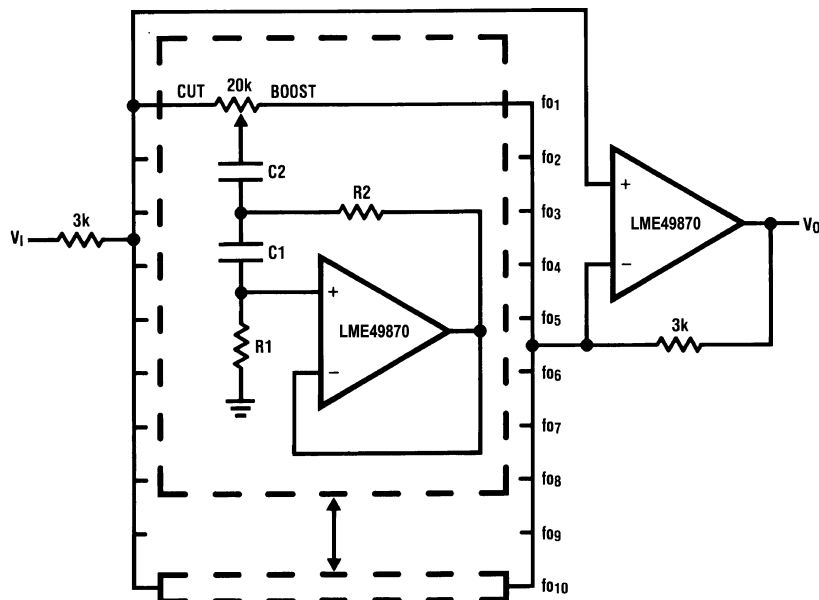 CUT 20k BOOST fo1
C2 fo2
R2
3k fo3
VI LME49870 VO
C1 fo4
+
−
+
LME49870 fo5
3k
R1
− fo6
fo7
fo8
fo9
fo10